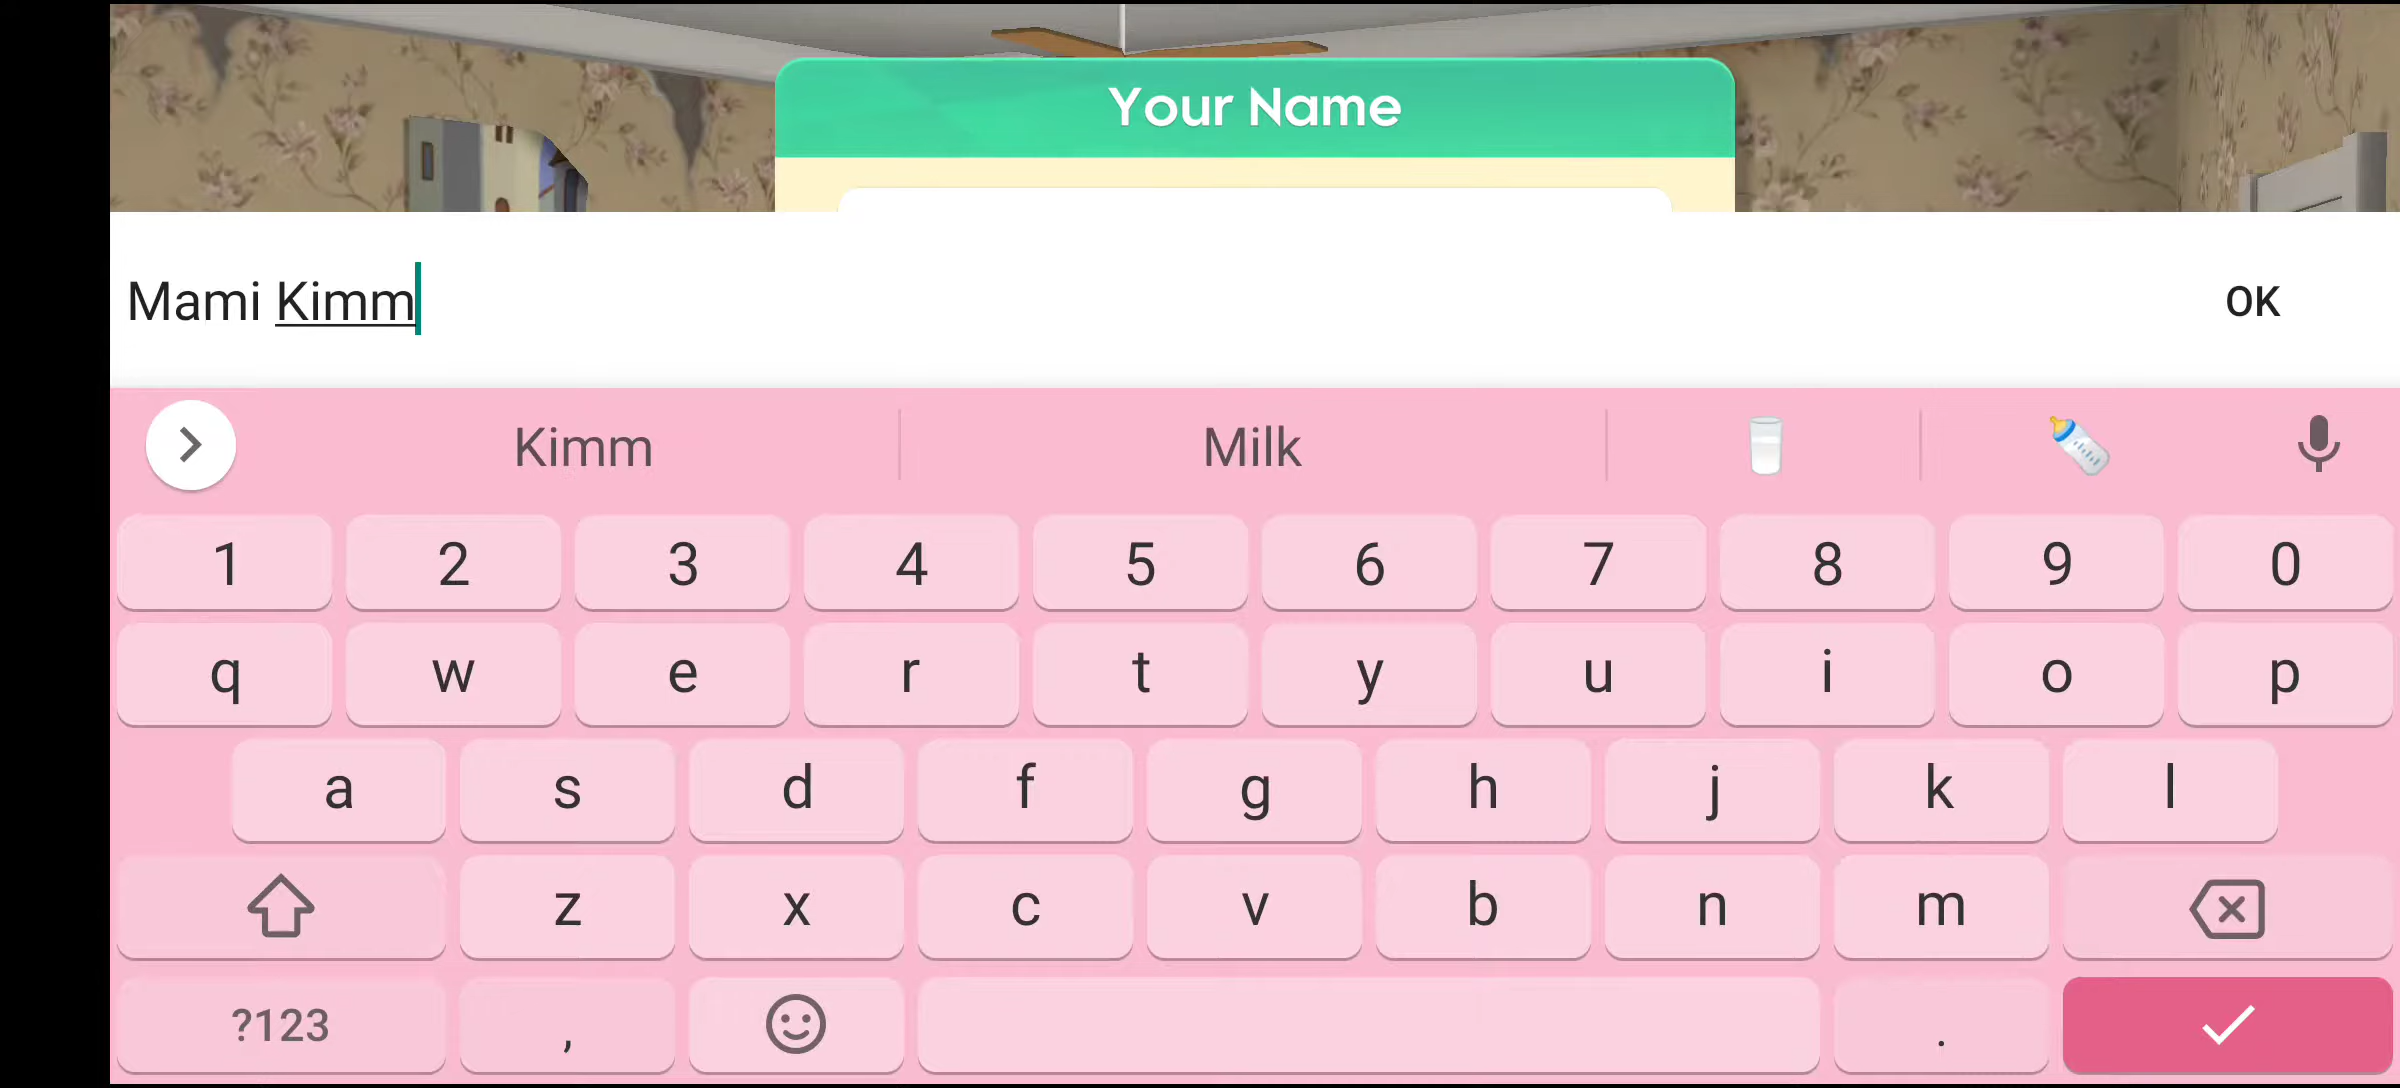 Your Name
Mami Kimm
OK
Kimm Milk
1 2 3 4 5 6 7 8 9 0
q w e r t y u i o p
a s d f g h j k l
z x c v b n m
?123 , .